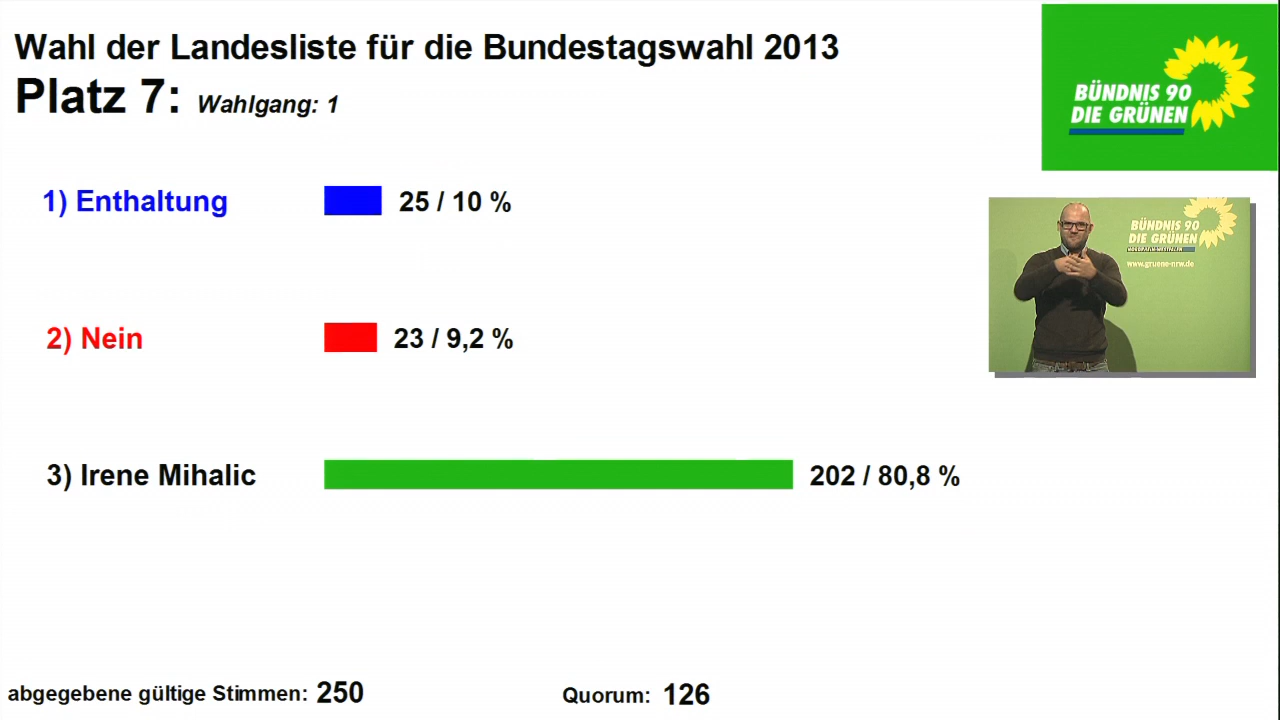 Wahl der Landesliste für die Bundestagswahl 2013
Platz 7: Wahlgang: 1
BÜNDNIS 90
DIE GRÜNEN
1) Enthaltung 25 / 10 %
BÜNDNIS 90
DIE GRÜNEN
NORDRHEIN-WESTFALEN
www.gruene-nrw.de
2) Nein 23 / 9,2 %
3) Irene Mihalic 202 / 80,8 %
abgegebene gültige Stimmen: 250 Quorum: 126